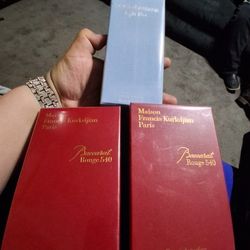 Maison
Francis Kurkdjian
Paris
Baccarat
Rouge 540
Maison
Francis Kurkdjian
Paris
Baccarat
Rouge 540